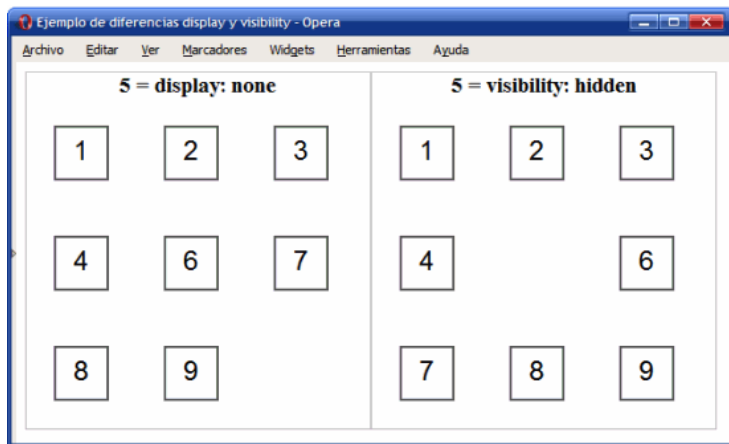 Ejemplo de diferencias display y visibility - Opera
Archivo Editar Ver Marcadores Widgets Herramientas Ayuda
5 = display: none
1 2 3
4 6 7
8 9
5 = visibility: hidden
1 2 3
4 6
7 8 9